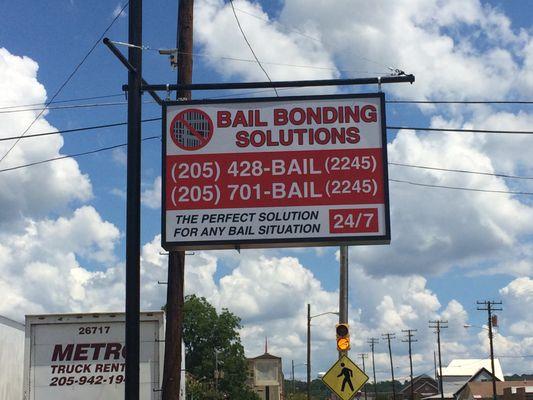 BAIL BONDING
SOLUTIONS
(205) 428-BAIL (2245)
(205) 701-BAIL (2245)
THE PERFECT SOLUTION
FOR ANY BAIL SITUATION
24/7
26717
METRO
TRUCK RENT
205-942-19